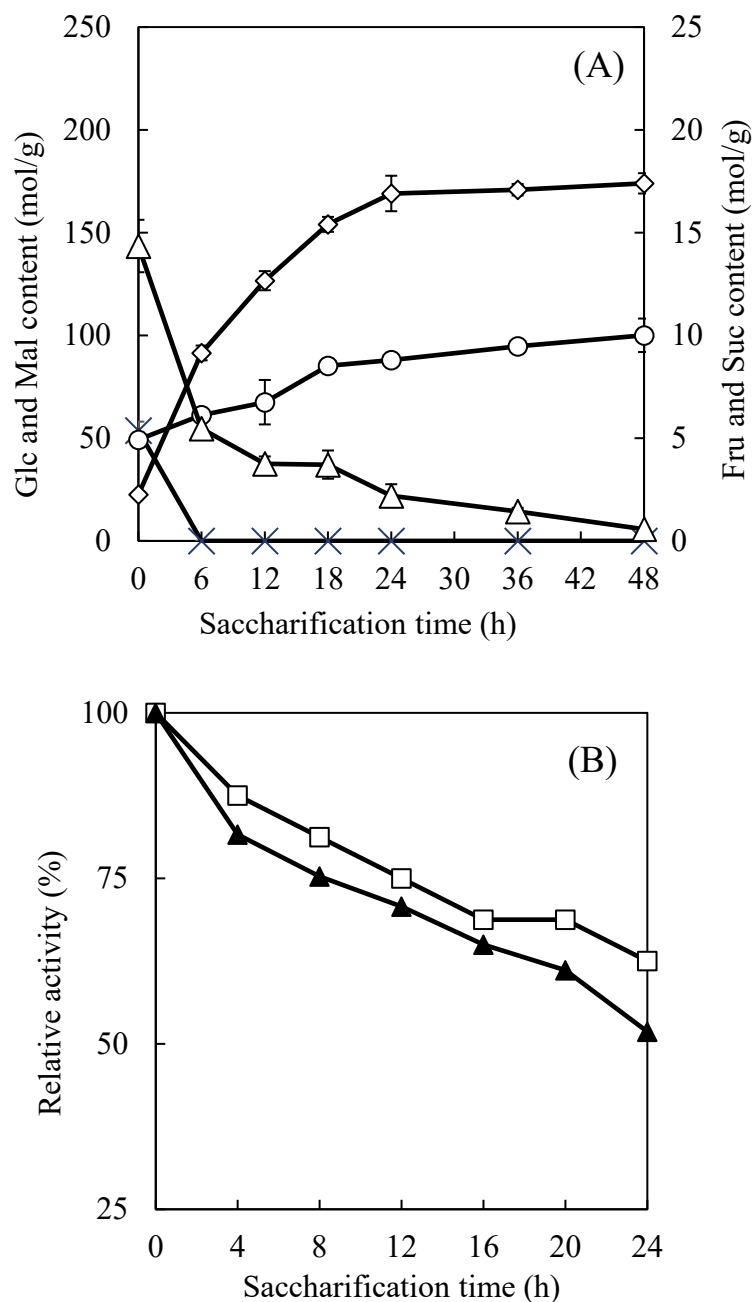 (A)
250
200
150
100
50
0
25
20
15
10
5
0
Glc and Mal content (mol/g)
Fru and Suc content (mol/g)
0 6 12 18 24 30 36 42 48
Saccharification time (h)
(B)
100
75
50
25
Relative activity (%)
0 4 8 12 16 20 24
Saccharification time (h)